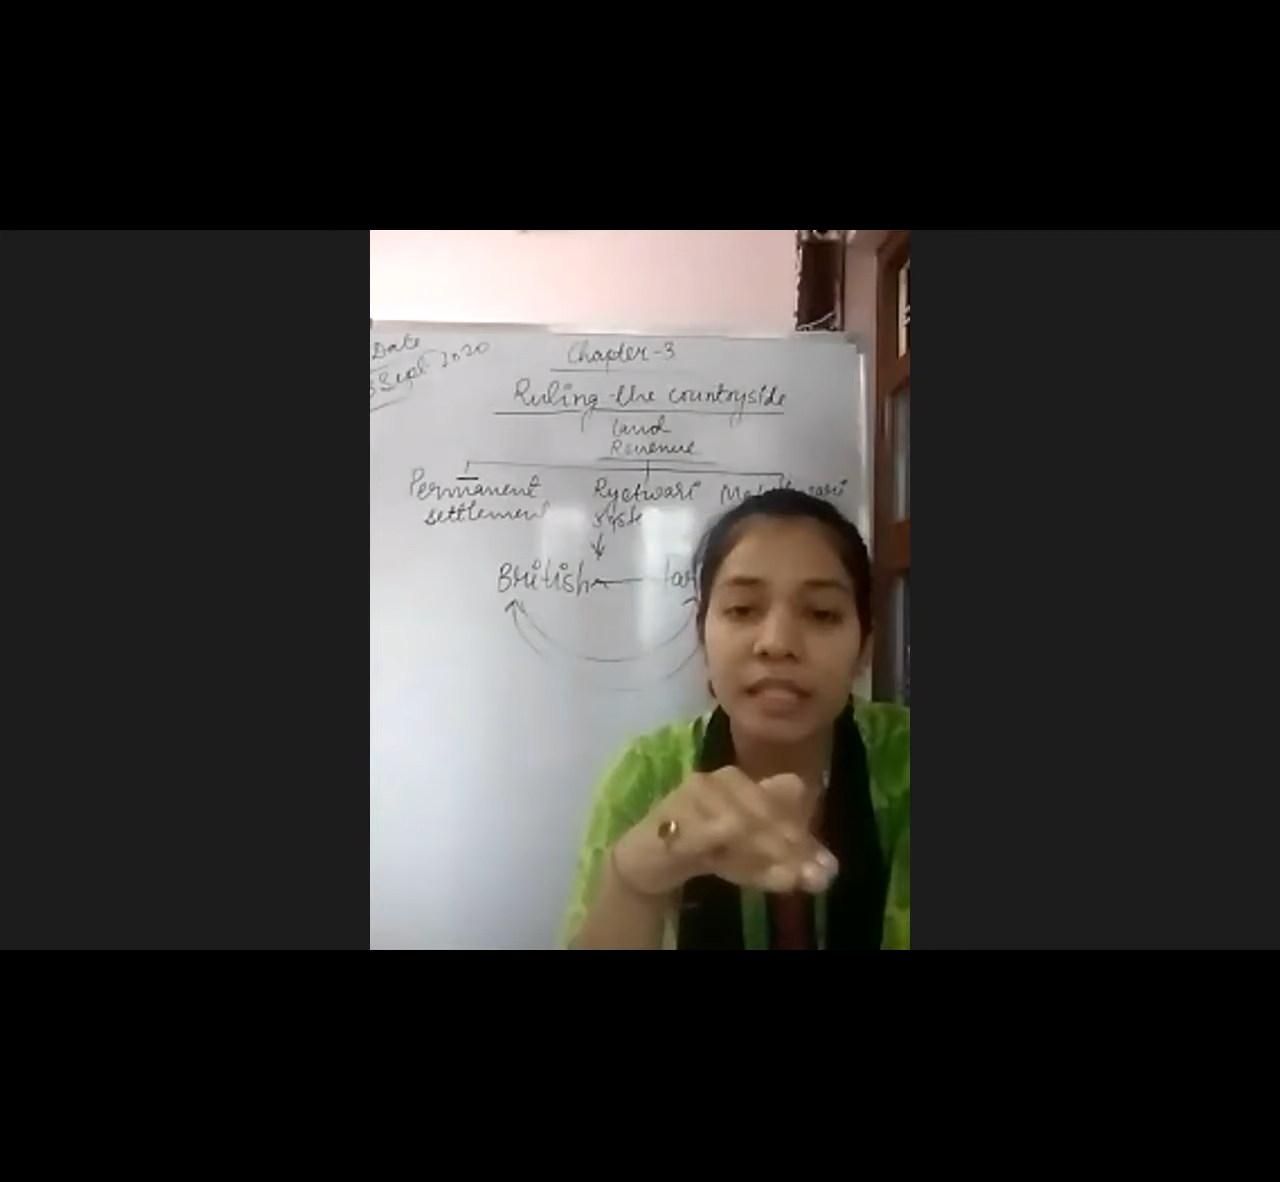 Date
Sept 2020
Chapter-3
Ruling the countryside
Land
Revenue
Permanent settlement
Ryotwari
British